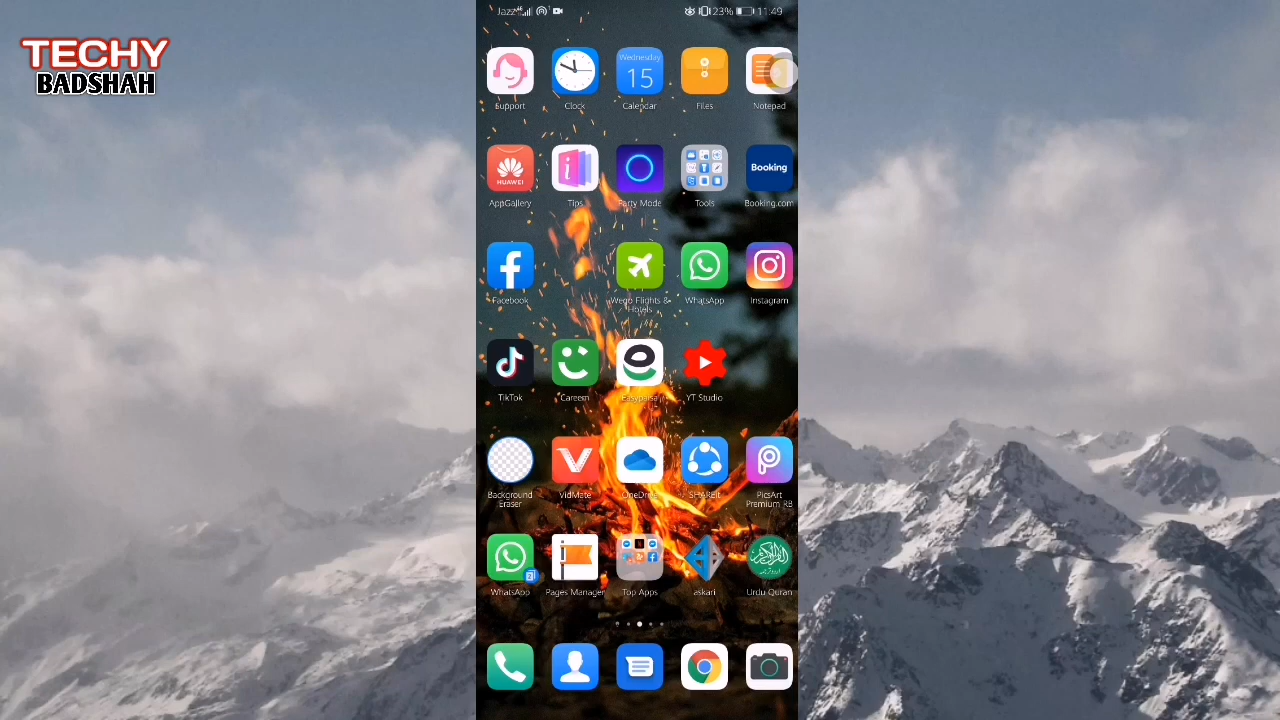 TECHY
BADSHAH
Jazz 23% 11:49
Wednesday
15
Support Clock Calendar Files Notepad
HUAWEI
Booking
AppGallery Tips Party Mode Tools Booking.com
Facebook Wego Flights & Hotels WhatsApp Instagram
TikTok Careem Easypaisa YT Studio
Background Eraser VidMate OneDrive SHAREit PicsArt Premium RB
WhatsApp Pages Manager Top Apps askari Urdu Quran